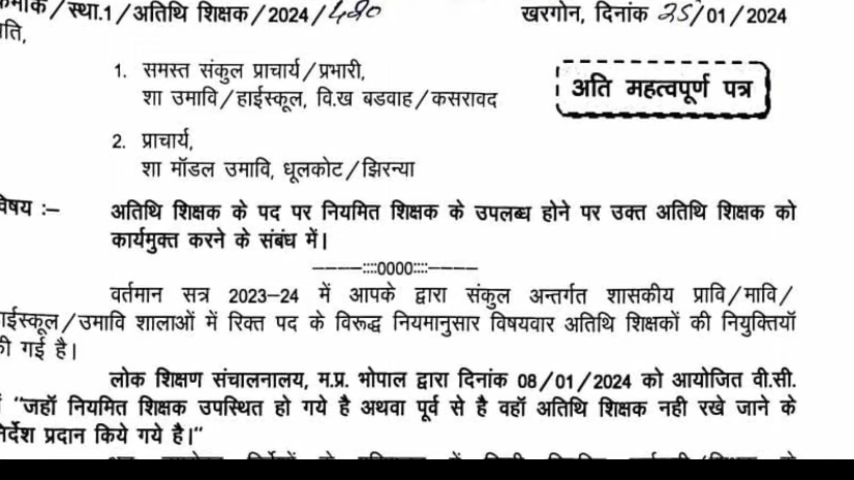 क्रमांक/स्था.1/अतिथि शिक्षक/2024/490 खरगोन, दिनांक 25/01/2024
प्रति,
1. समस्त संकुल प्राचार्य/प्रभारी,
शा उमावि/हाईस्कूल, वि.ख बडवाह/कसरावद
अति महत्वपूर्ण पत्र
2. प्राचार्य,
शा मॉडल उमावि, धूलकोट/झिरन्या
विषय :– अतिथि शिक्षक के पद पर नियमित शिक्षक के उपलब्ध होने पर उक्त अतिथि शिक्षक को
कार्यमुक्त करने के संबंध में।
––––::::0000::::––––
वर्तमान सत्र 2023–24 में आपके द्वारा संकुल अन्तर्गत शासकीय प्रावि/मावि/
हाईस्कूल/उमावि शालाओं में रिक्त पद के विरूद्ध नियमानुसार विषयवार अतिथि शिक्षकों की नियुक्तियॉ
की गई है।
लोक शिक्षण संचालनालय, म.प्र. भोपाल द्वारा दिनांक 08/01/2024 को आयोजित वी.सी.
में "जहॉ नियमित शिक्षक उपस्थित हो गये है अथवा पूर्व से है वहॉ अतिथि शिक्षक नही रखे जाने के
निर्देश प्रदान किये गये है।"